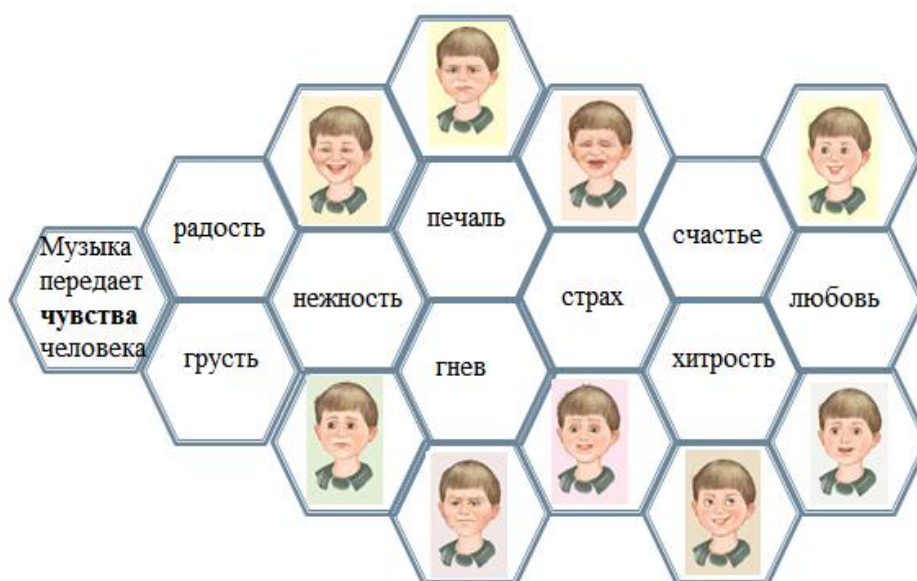 Музыка
передает
чувства
человека
радость
грусть
нежность
печаль
гнев
страх
счастье
хитрость
любовь